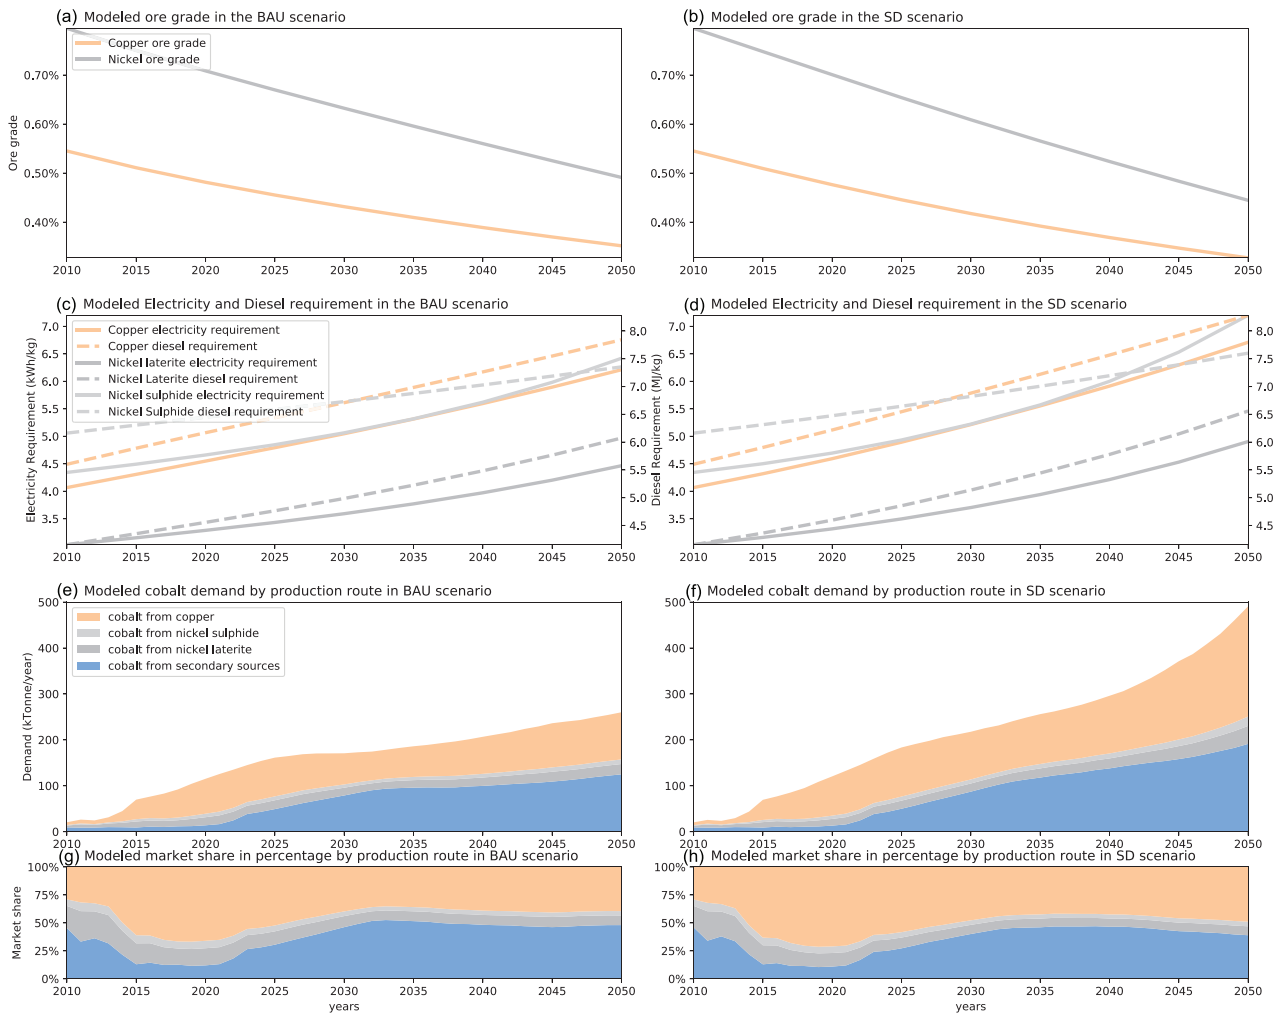 (a) Modeled ore grade in the BAU scenario
Copper ore grade
Nickel ore grade
0.70%
0.60%
0.50%
0.40%
Ore grade
2010 2015 2020 2025 2030 2035 2040 2045 2050
(b) Modeled ore grade in the SD scenario
0.70%
0.60%
0.50%
0.40%
2010 2015 2020 2025 2030 2035 2040 2045 2050
(c) Modeled Electricity and Diesel requirement in the BAU scenario
Copper electricity requirement
Copper diesel requirement
Nickel laterite electricity requirement
Nickel Laterite diesel requirement
Nickel sulphide electricity requirement
Nickel Sulphide diesel requirement
7.0
6.5
6.0
5.5
5.0
4.5
4.0
3.5
Electricity Requirement (kWh/kg)
8.0
7.5
7.0
6.5
6.0
5.5
5.0
4.5
2010 2015 2020 2025 2030 2035 2040 2045 2050
(d) Modeled Electricity and Diesel requirement in the SD scenario
7.0
6.5
6.0
5.5
5.0
4.5
4.0
3.5
Diesel Requirement (MJ/kg)
8.0
7.5
7.0
6.5
6.0
5.5
5.0
4.5
2010 2015 2020 2025 2030 2035 2040 2045 2050
(e) Modeled cobalt demand by production route in BAU scenario
cobalt from copper
cobalt from nickel sulphide
cobalt from nickel laterite
cobalt from secondary sources
500
400
300
200
100
0
Demand (kTonne/year)
2010 2015 2020 2025 2030 2035 2040 2045 2050
(f) Modeled cobalt demand by production route in SD scenario
500
400
300
200
100
0
2010 2015 2020 2025 2030 2035 2040 2045 2050
(g) Modeled market share in percentage by production route in BAU scenario
100%
75%
50%
25%
0%
Market share
2010 2015 2020 2025 2030 2035 2040 2045 2050
years
(h) Modeled market share in percentage by production route in SD scenario
100%
75%
50%
25%
0%
2010 2015 2020 2025 2030 2035 2040 2045 2050
years